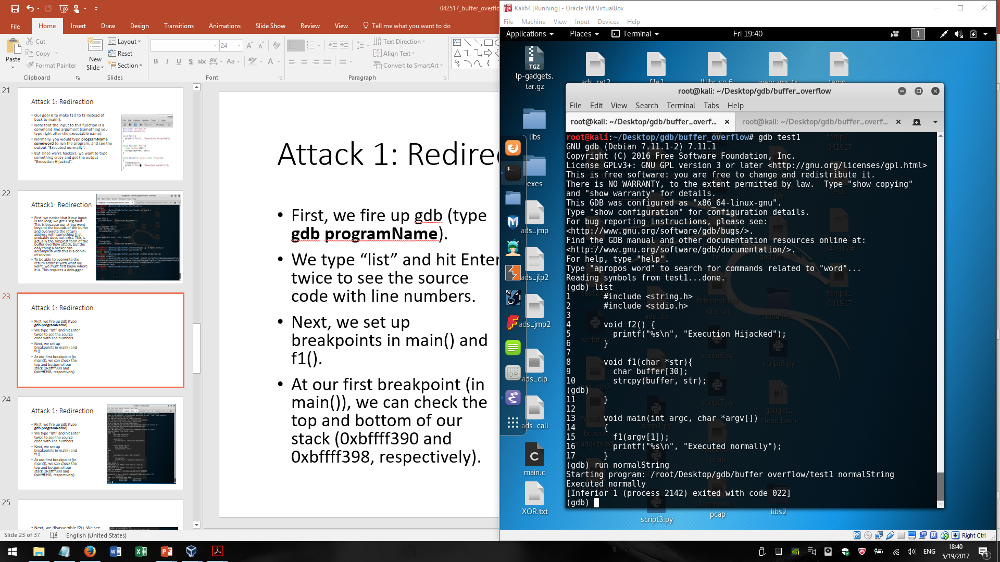 042517_buffer_overflo
File
Home
Insert
Draw
Design
Transitions
Animations
Slide Show
Review
View
Tell me what you want to do
Paste
Cut
Copy
Format Painter
Clipboard
New
Slide
Layout
Reset
Section
Slides
24
Font
Text Direction
Align Text
Convert to SmartArt
Paragraph
21
Attack 1: Redirection
• Our goal is to make f1() to f2 instead of
back to main().
• Note that the input to this function is a
command-line argument (something you
type right after the executable name).
• Normally, you would type programName
someword to run the program, and see the
output "Executed normally".
• But since we're hackers, we want to type
something crazy and get the output
"Execution Hijacked".
22
Attack1: Redirection
• First, we notice that if our input
is too long, we get a seg fault.
This is because our string went
beyond the bounds of the buffer
and overwrote the return
address with something that
probably does not exist. This is
actually the simplest form of the
buffer overflow attack, but the
only thing a hacker can
accomplish with this is a denial
of service.
• To be able to overwrite the
return address with what we
want, we must first know where
it is. This requires a debugger.
23
Attack 1: Redirection
• First, we fire up gdb (type
gdb programName).
• We type "list" and hit Enter
twice to see the source
code with line numbers.
• Next, we set up
breakpoints in main() and
f1().
• At our first breakpoint (in
main()), we can check the
top and bottom of our
stack (0xbffff390 and
0xbffff398, respectively).
24
Attack 1: Redirection
• First, we fire up gdb (type
gdb programName).
• We type "list" and hit Enter
twice to see the source
code with line numbers.
• Next, we set up
breakpoints in main() and
f1().
• At our first breakpoint (in
main()), we can check the
top and bottom of our
stack (0xbffff390 and
0xbffff398, respectively).
25
• Next, we disassemble f2(). We see
Attack 1: Redirec
• First, we fire up gdb (type
gdb programName).
• We type “list” and hit Enter
twice to see the source
code with line numbers.
• Next, we set up
breakpoints in main() and
f1().
• At our first breakpoint (in
main()), we can check the
top and bottom of our
stack (0xbffff390 and
0xbffff398, respectively).
Slide 23 of 37
English (United States)
Kali64 [Running] - Oracle VM VirtualBox
File Machine View Input Devices Help
Applications Places Terminal Fri 19:40 1
TGZ
lp-gadgets.
tar.gz
ads_ret2
file1
ttlibc.so.6
webcams.tx
temp
libs
exes
ads_jmp
ads_jlp2
ads_jmp2
ads_clp
ads_call
main.c
XOR.txt
script3.py
pcap
libs2
root@kali: ~/Desktop/gdb/buffer_overflow
File Edit View Search Terminal Tabs Help
root@kali: ~/Desktop/gdb/buffer_overf... × root@kali: ~/Desktop/gdb/buffer_overf... ×
root@kali:~/Desktop/gdb/buffer_overflow# gdb test1
GNU gdb (Debian 7.11.1-2) 7.11.1
Copyright (C) 2016 Free Software Foundation, Inc.
License GPLv3+: GNU GPL version 3 or later <http://gnu.org/licenses/gpl.html>
This is free software: you are free to change and redistribute it.
There is NO WARRANTY, to the extent permitted by law.  Type "show copying"
and "show warranty" for details.
This GDB was configured as "x86_64-linux-gnu".
Type "show configuration" for configuration details.
For bug reporting instructions, please see:
<http://www.gnu.org/software/gdb/bugs/>.
Find the GDB manual and other documentation resources online at:
<http://www.gnu.org/software/gdb/documentation/>.
For help, type "help".
Type "apropos word" to search for commands related to "word"...
Reading symbols from test1...done.
(gdb) list
1 #include <string.h>
2 #include <stdio.h>
3
4 void f2() {
5 printf("%s\n", "Execution Hijacked");
6 }
7
8 void f1(char *str){
9 char buffer[30];
10 strcpy(buffer, str);
(gdb)
11 }
12
13 void main(int argc, char *argv[])
14 {
15 f1(argv[1]);
16 printf("%s\n", "Executed normally");
17 }
(gdb) run normalString
Starting program: /root/Desktop/gdb/buffer_overflow/test1 normalString
Executed normally
[Inferior 1 (process 2142) exited with code 022]
(gdb)
Right Ctrl
ENG
18:40
5/19/2017